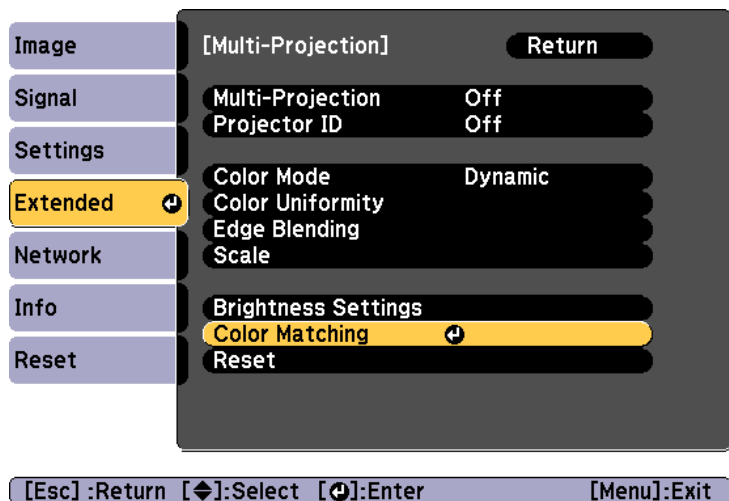 Image
Signal
Settings
Extended
Network
Info
Reset
[Multi-Projection] Return
Multi-Projection Off
Projector ID Off
Color Mode Dynamic
Color Uniformity
Edge Blending
Scale
Brightness Settings
Color Matching
Reset
[Esc] :Return [◆]:Select [⏎]:Enter [Menu]:Exit